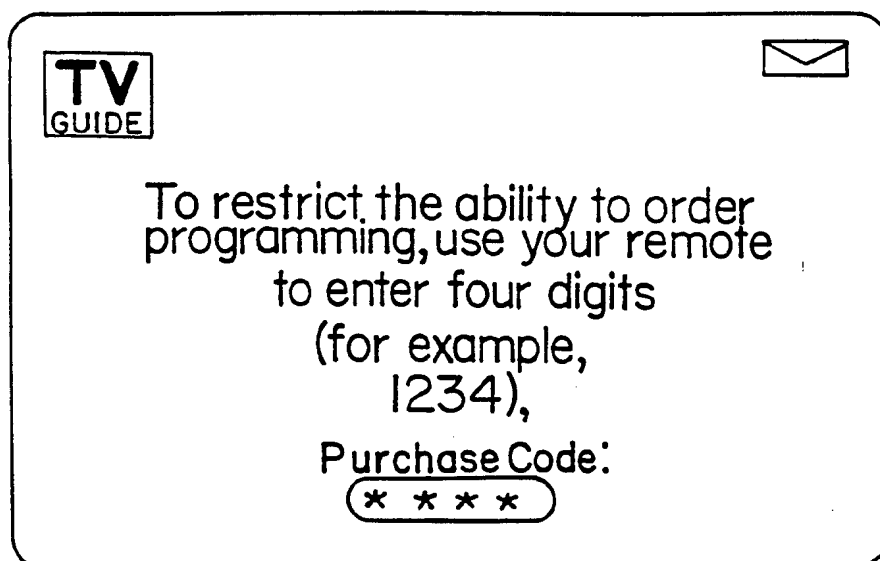 TV
GUIDE
To restrict the ability to order
programming, use your remote
to enter four digits
(for example,
1234),
Purchase Code:
* * * *